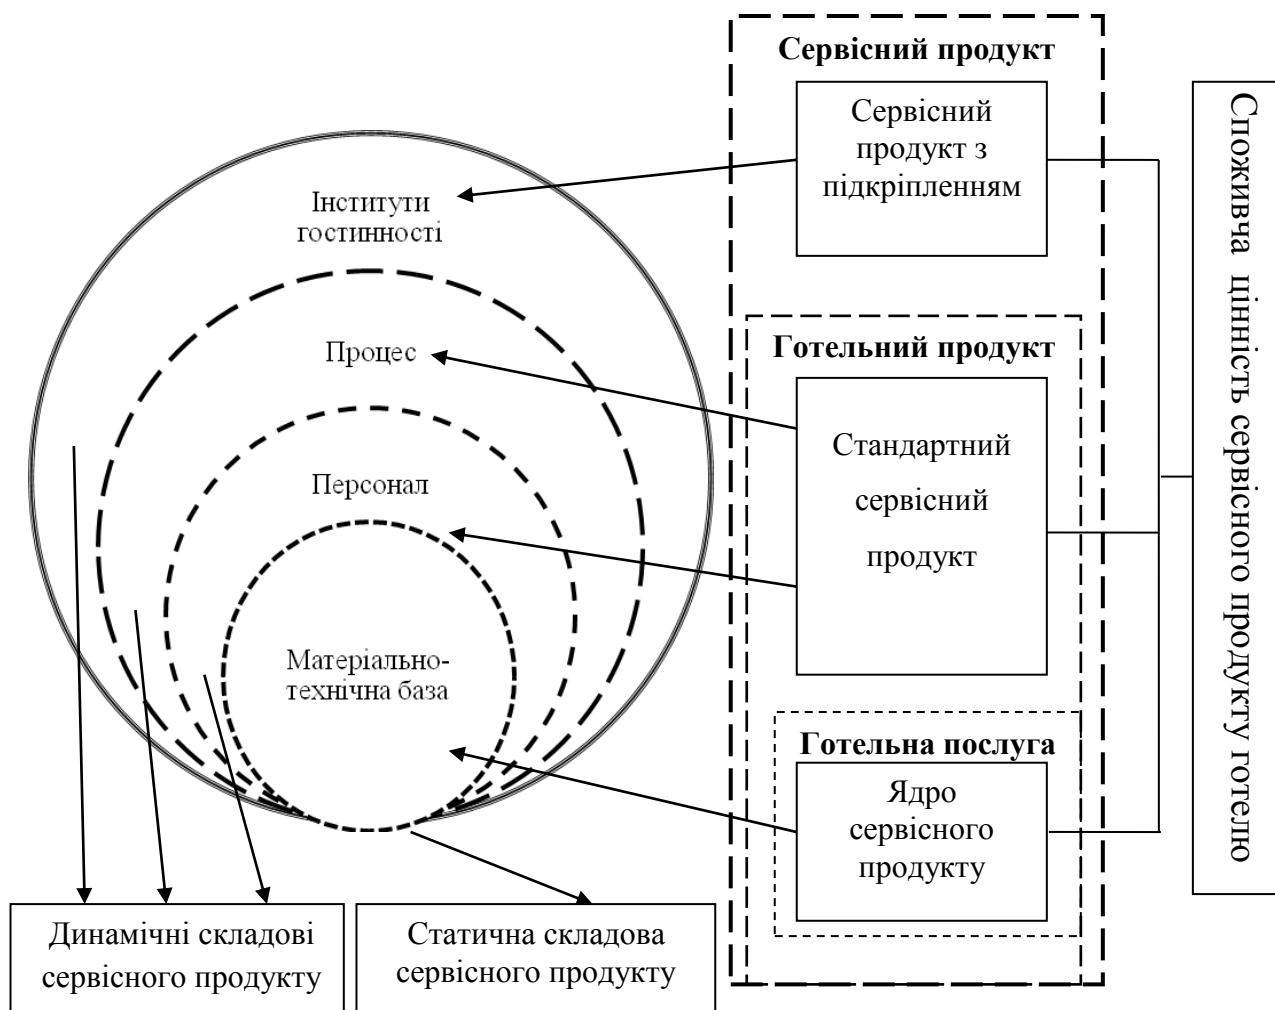 Сервісний продукт
Сервісний
продукт з
підкріпленням
Інститути
гостинності
Готельний продукт
Процес
Стандартний
сервісний
продукт
Персонал
Матеріально-
технічна база
Готельна послуга
Ядро
сервісного
продукту
Споживча цінність сервісного продукту готелю
Динамічні складові
сервісного продукту
Статична складова
сервісного продукту